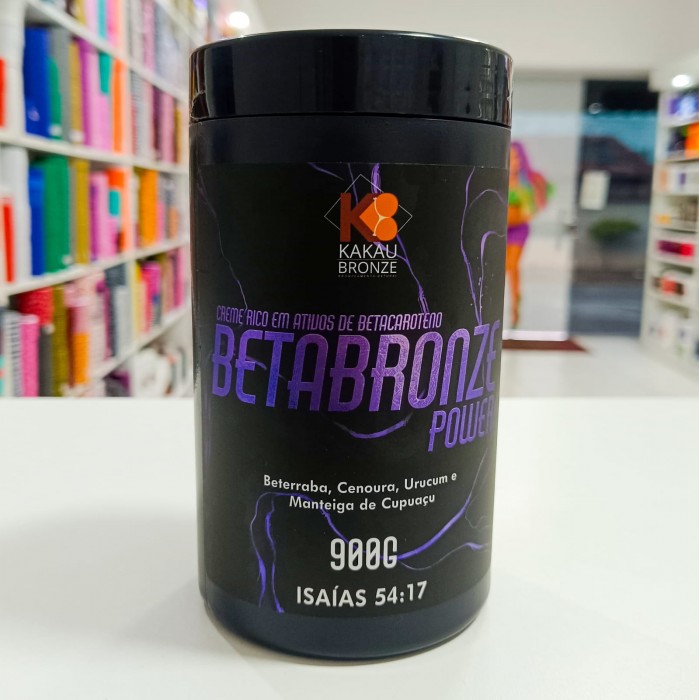 KB
KAKAU
BRONZE
CREME RICO EM ATIVOS DE BETACAROTENO
BETABRONZE
POWER
Beterraba, Cenoura, Urucum e
Manteiga de Cupuaçu
900G
ISAÍAS 54:17